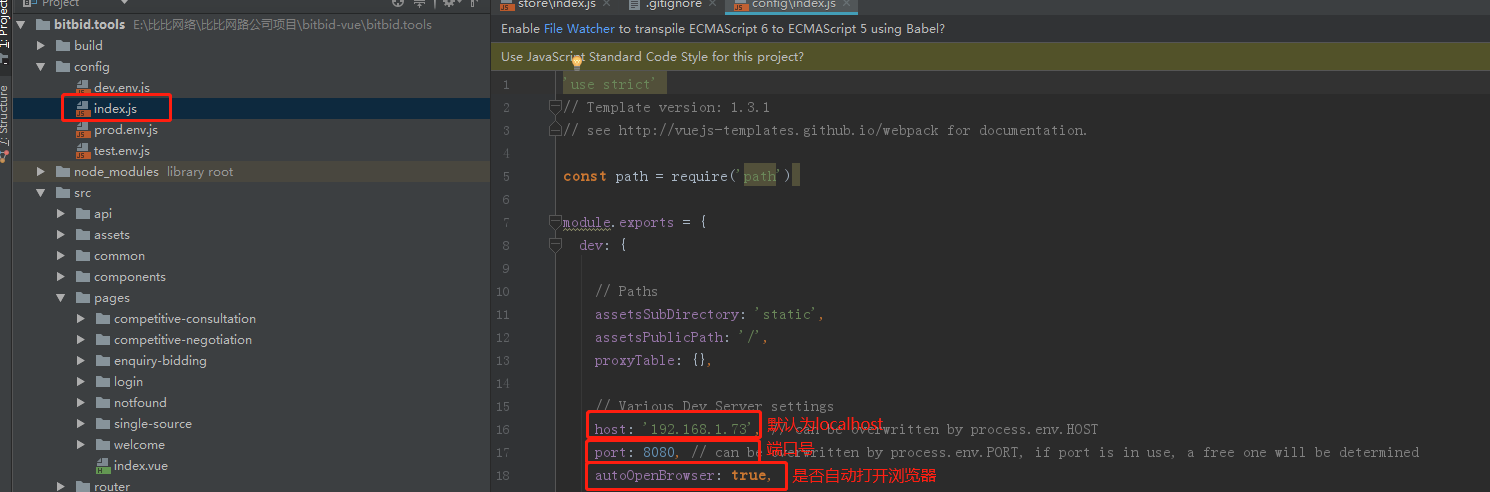 Project
store\index.js
.gitignore
config\index.js
bitbid.tools E:\比比网络\比比网路公司项目\bitbid-vue\bitbid.tools
build
config
dev.env.js
index.js
prod.env.js
test.env.js
node_modules library root
src
api
assets
common
components
pages
competitive-consultation
competitive-negotiation
enquiry-bidding
login
notfound
single-source
welcome
index.vue
router
1: Project
7: Structure
Enable File Watcher to transpile ECMAScript 6 to ECMAScript 5 using Babel?
Use JavaScript Standard Code Style for this project?
1 'use strict'
2 // Template version: 1.3.1
3 // see http://vuejs-templates.github.io/webpack for documentation.
4
5 const path = require('path')
6
7 module.exports = {
8 dev: {
9
10 // Paths
11 assetsSubDirectory: 'static',
12 assetsPublicPath: '/',
13 proxyTable: {},
14
15 // Various Dev Server settings
16 host: '192.168.1.73', // can be overwritten by process.env.HOST
默认为localhost
17 port: 8080, // can be overwritten by process.env.PORT, if port is in use, a free one will be determined
端口号
18 autoOpenBrowser: true,
是否自动打开浏览器